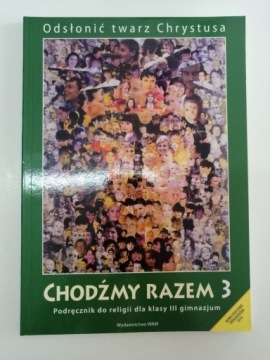 Odsłonić twarz Chrystusa
CHODŹMY RAZEM 3
Podręcznik do religii dla klasy III gimnazjum
Wydawnictwo WAM